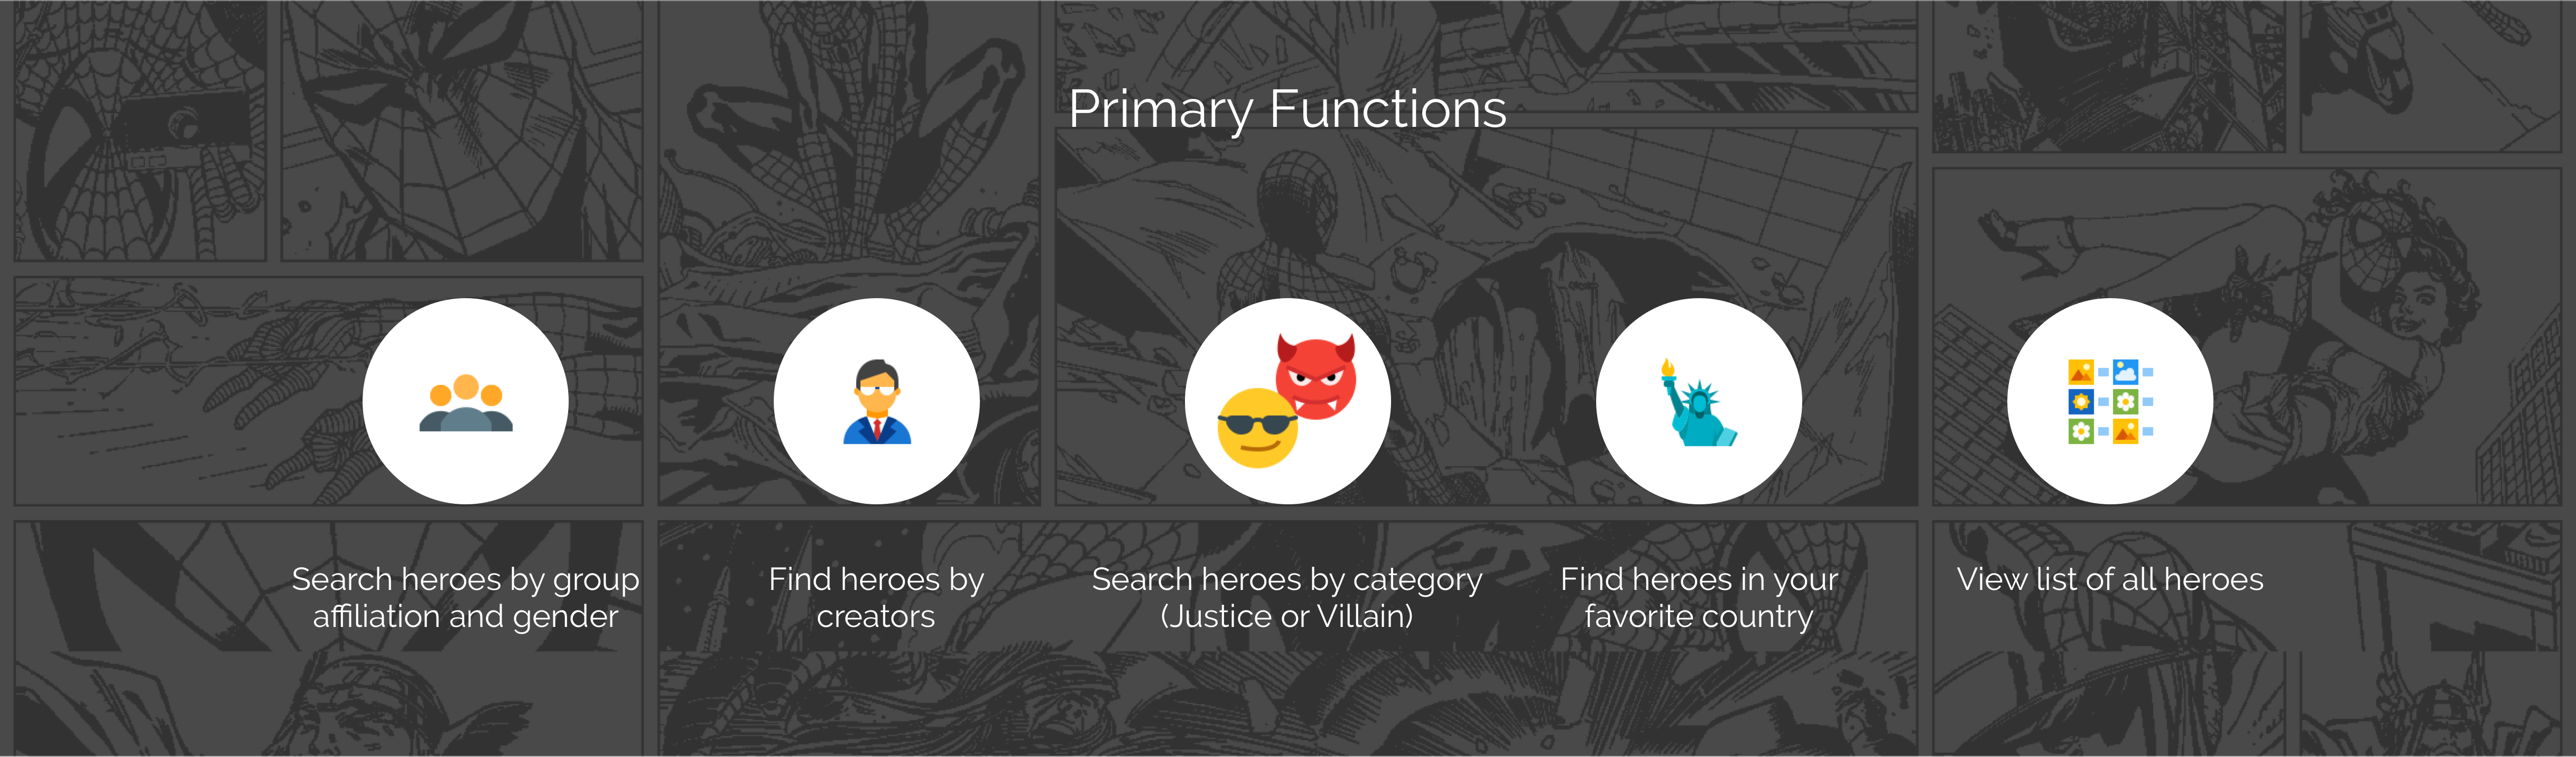 Primary Functions
Search heroes by group
affiliation and gender
Find heroes by
creators
Search heroes by category
(Justice or Villain)
Find heroes in your
favorite country
View list of all heroes